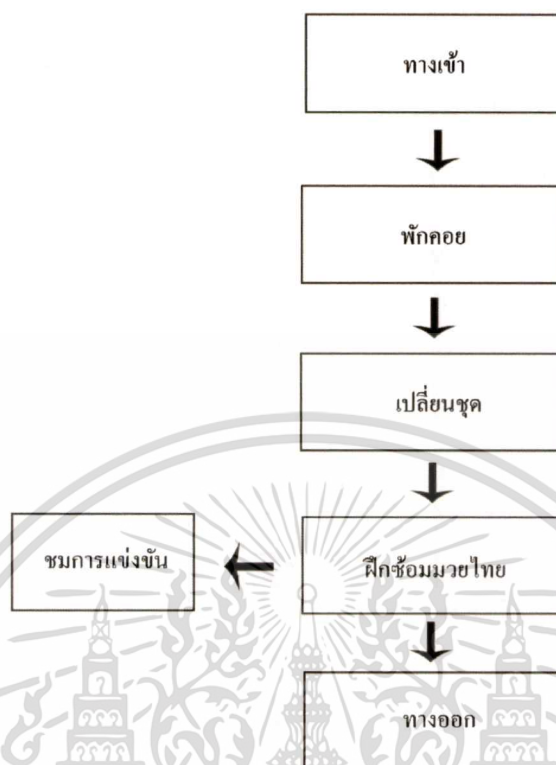 ทางเข้า
พักคอย
เปลี่ยนชุด
ชมการแข่งขัน
ฝึกซ้อมมวยไทย
ทางออก